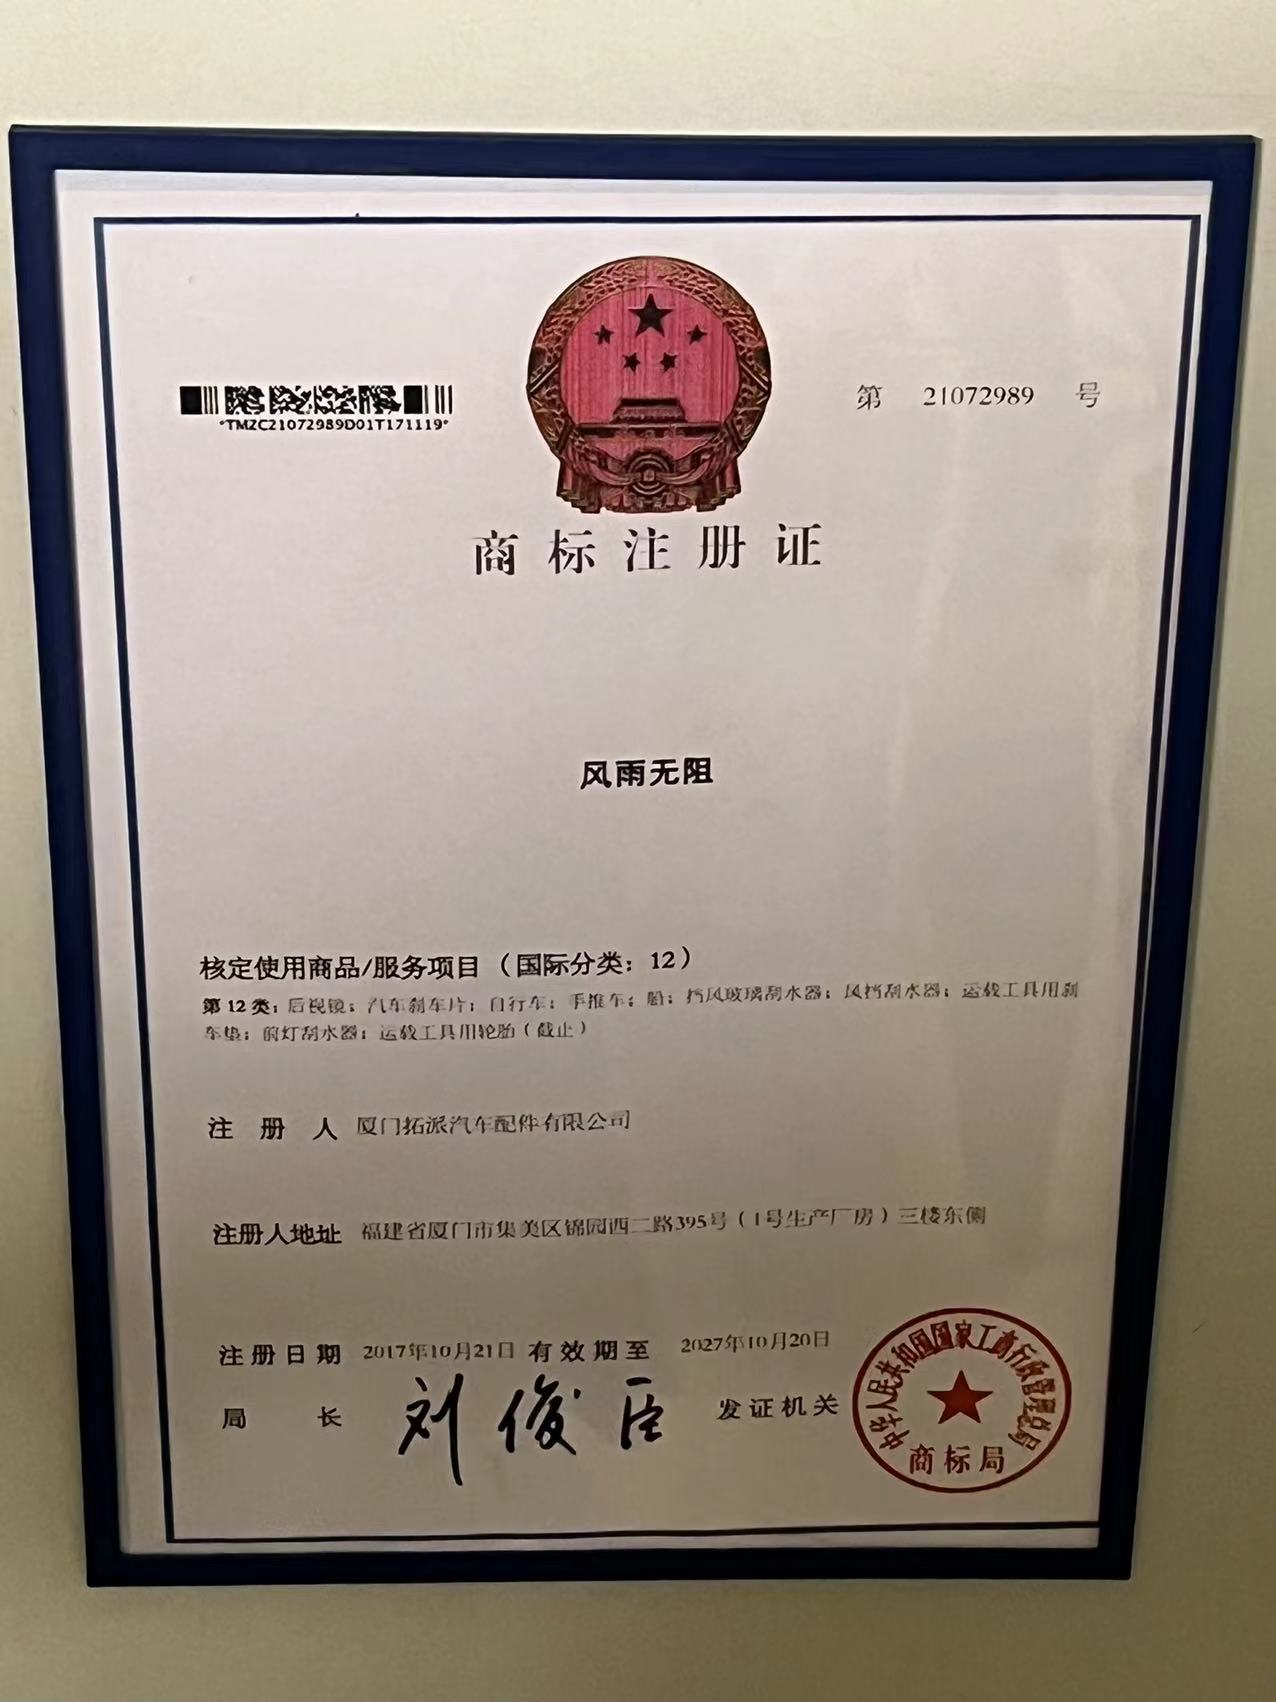 第 21072989 号
*TMZC21072989D01T171119*
商标注册证
风雨无阻
核定使用商品/服务项目（国际分类：12）
第12类：后视镜；汽车刹车片；自行车；手推车；船；挡风玻璃刮水器；风挡刮水器；运载工具用刹
车垫；前灯刮水器；运载工具用轮胎（截止）
注册人 厦门拓派汽车配件有限公司
注册人地址 福建省厦门市集美区锦园西二路395号（1号生产厂房）三楼东侧
注册日期 2017年10月21日 有效期至 2027年10月20日
局长 刘俊臣 发证机关
中华人民共和国国家工商行政管理总局
商标局